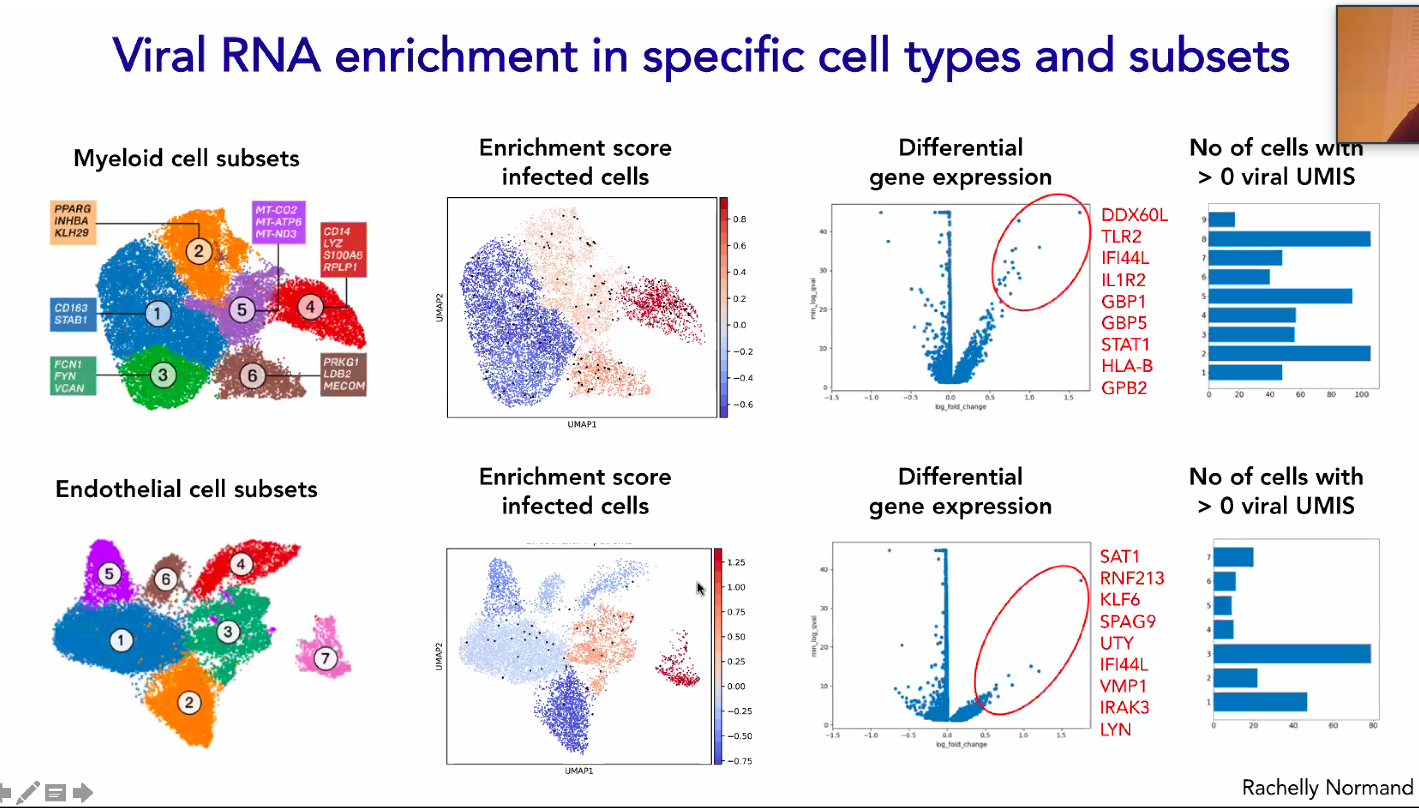 Viral RNA enrichment in specific cell types and subsets
Myeloid cell subsets
PPARG
INHBA
KLH29
MT-CO2
MT-ATP6
MT-ND3
CD14
LYZ
S100A6
RPLP1
CD163
STAB1
FCN1
FYN
VCAN
PRKG1
LDB2
MECOM
1
2
3
4
5
6
Enrichment score
infected cells
UMAP2
UMAP1
0.8
0.6
0.4
0.2
0.0
−0.2
−0.4
−0.6
Differential
gene expression
40
30
20
10
0
−1.5
−1.0
−0.5
0.0
0.5
1.0
1.5
log_fold_change
DDX60L
TLR2
IFI44L
IL1R2
GBP1
GBP5
STAT1
HLA-B
GPB2
No of cells with
> 0 viral UMIS
9
8
7
6
5
4
3
2
1
0
20
40
60
80
100
Endothelial cell subsets
5
6
4
1
3
7
2
Enrichment score
infected cells
UMAP2
UMAP1
1.25
1.00
0.75
0.50
0.25
0.00
−0.25
−0.50
−0.75
Differential
gene expression
40
30
20
10
0
−1.5
−1.0
−0.5
0.0
0.5
1.0
1.5
log_fold_change
SAT1
RNF213
KLF6
SPAG9
UTY
IFI44L
VMP1
IRAK3
LYN
No of cells with
> 0 viral UMIS
7
6
5
4
3
2
1
0
20
40
60
80
Rachelly Normand